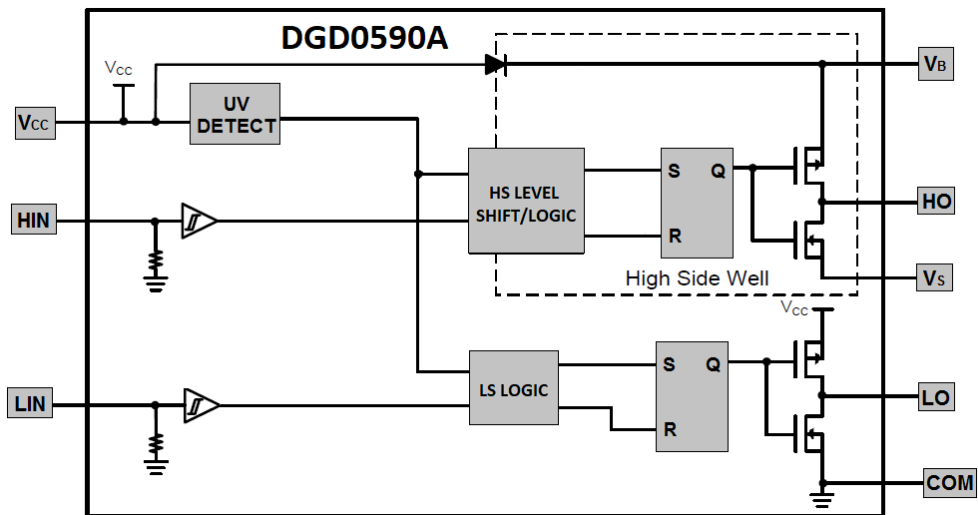 DGD0590A
VCC
VB
VCC
UV
DETECT
HS LEVEL
SHIFT/LOGIC
S
Q
R
HIN
HO
High Side Well
VS
VCC
LS LOGIC
S
Q
R
LIN
LO
COM